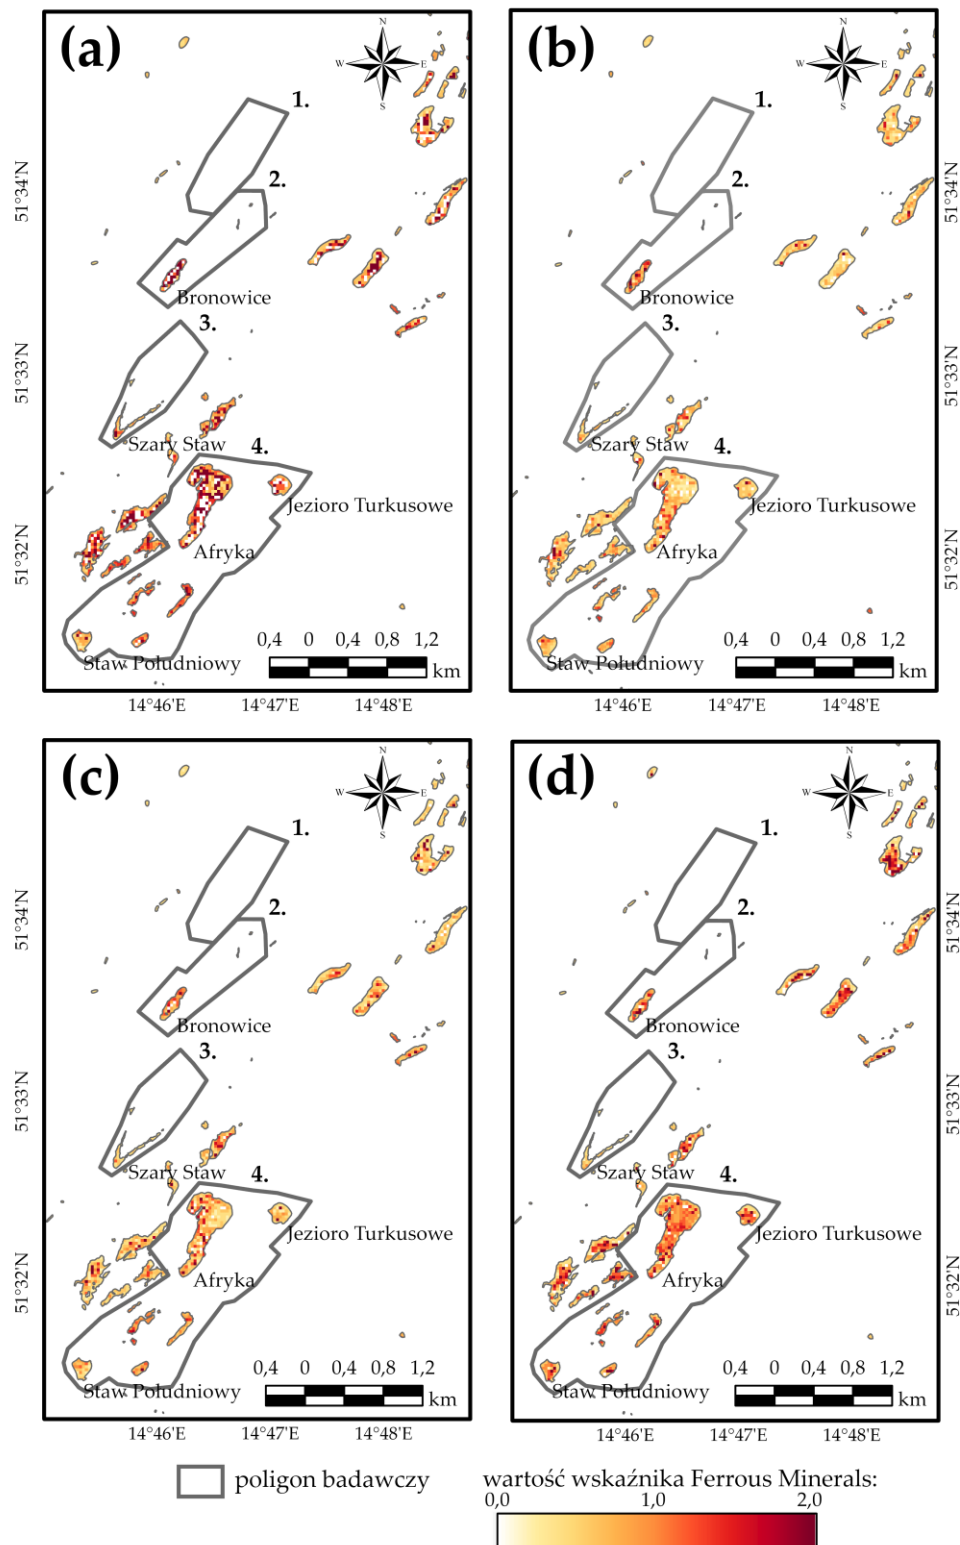 (a)
N
W E
S
1.
2.
Bronowice
3.
Szary Staw
4.
Jezioro Turkusowe
Afryka
Staw Południowy
0,4 0 0,4 0,8 1,2
km
51°34'N
51°33'N
51°32'N
14°46'E 14°47'E 14°48'E
(b)
N
W E
S
1.
2.
Bronowice
3.
Szary Staw
4.
Jezioro Turkusowe
Afryka
Staw Południowy
0,4 0 0,4 0,8 1,2
km
51°34'N
51°33'N
51°32'N
14°46'E 14°47'E 14°48'E
(c)
N
W E
S
1.
2.
Bronowice
3.
Szary Staw
4.
Jezioro Turkusowe
Afryka
Staw Południowy
0,4 0 0,4 0,8 1,2
km
51°34'N
51°33'N
51°32'N
14°46'E 14°47'E 14°48'E
(d)
N
W E
S
1.
2.
Bronowice
3.
Szary Staw
4.
Jezioro Turkusowe
Afryka
Staw Południowy
0,4 0 0,4 0,8 1,2
km
51°34'N
51°33'N
51°32'N
14°46'E 14°47'E 14°48'E
poligon badawczy
wartość wskaźnika Ferrous Minerals:
0,0 1,0 2,0